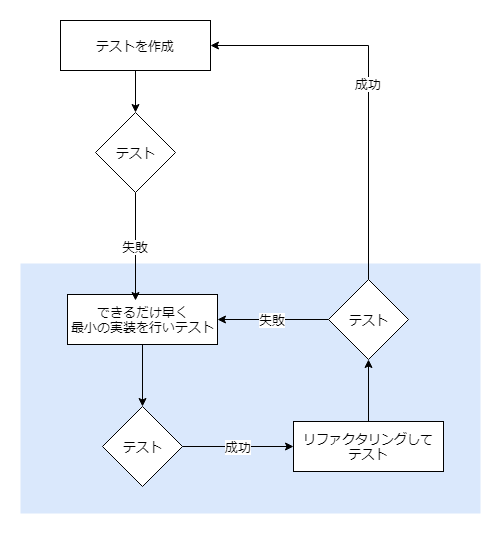 テストを作成
成功
テスト
失敗
できるだけ早く
最小の実装を行いテスト
失敗
テスト
テスト
成功
リファクタリングして
テスト